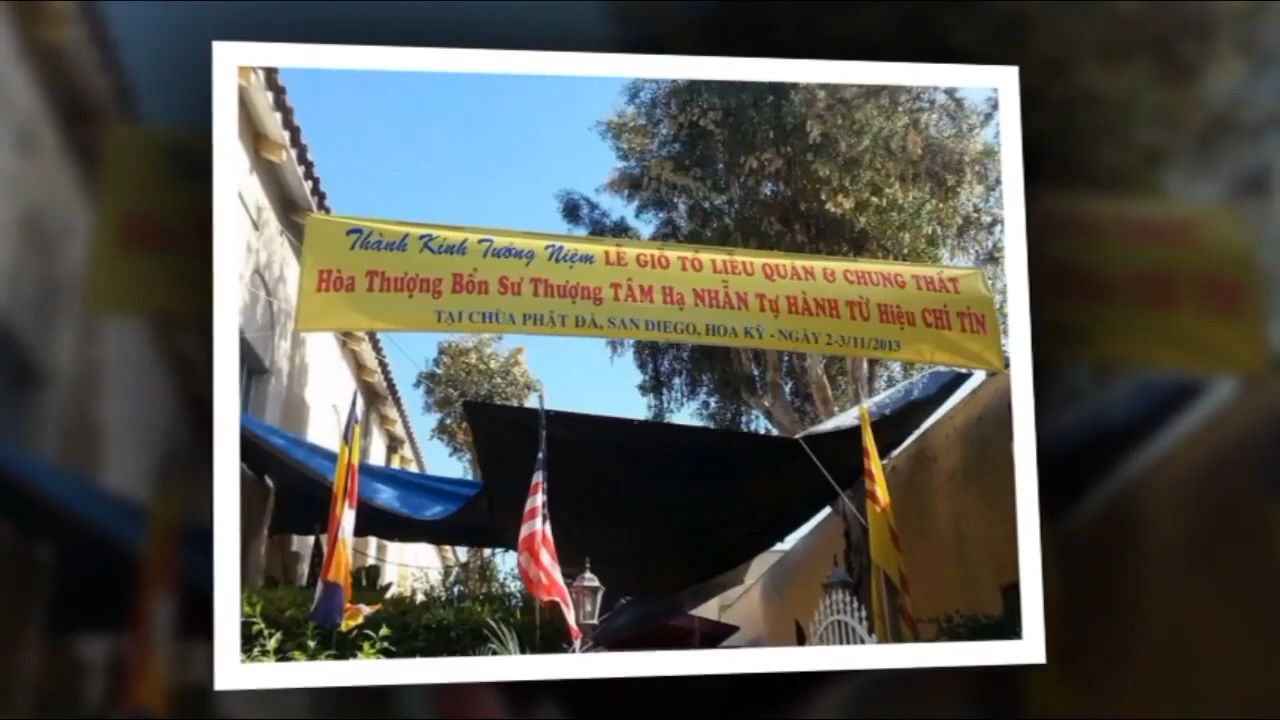 Thành Kính Tưởng Niệm LỄ GIỖ TỔ LIỄU QUÁN & CHUNG THẤT
Hòa Thượng Bổn Sư Thượng TÂM Hạ NHẪN Tự HÀNH TỪ Hiệu CHÍ TÍN
TẠI CHÙA PHẬT ĐÀ, SAN DIEGO, HOA KỲ - NGÀY 2-3/11/2013